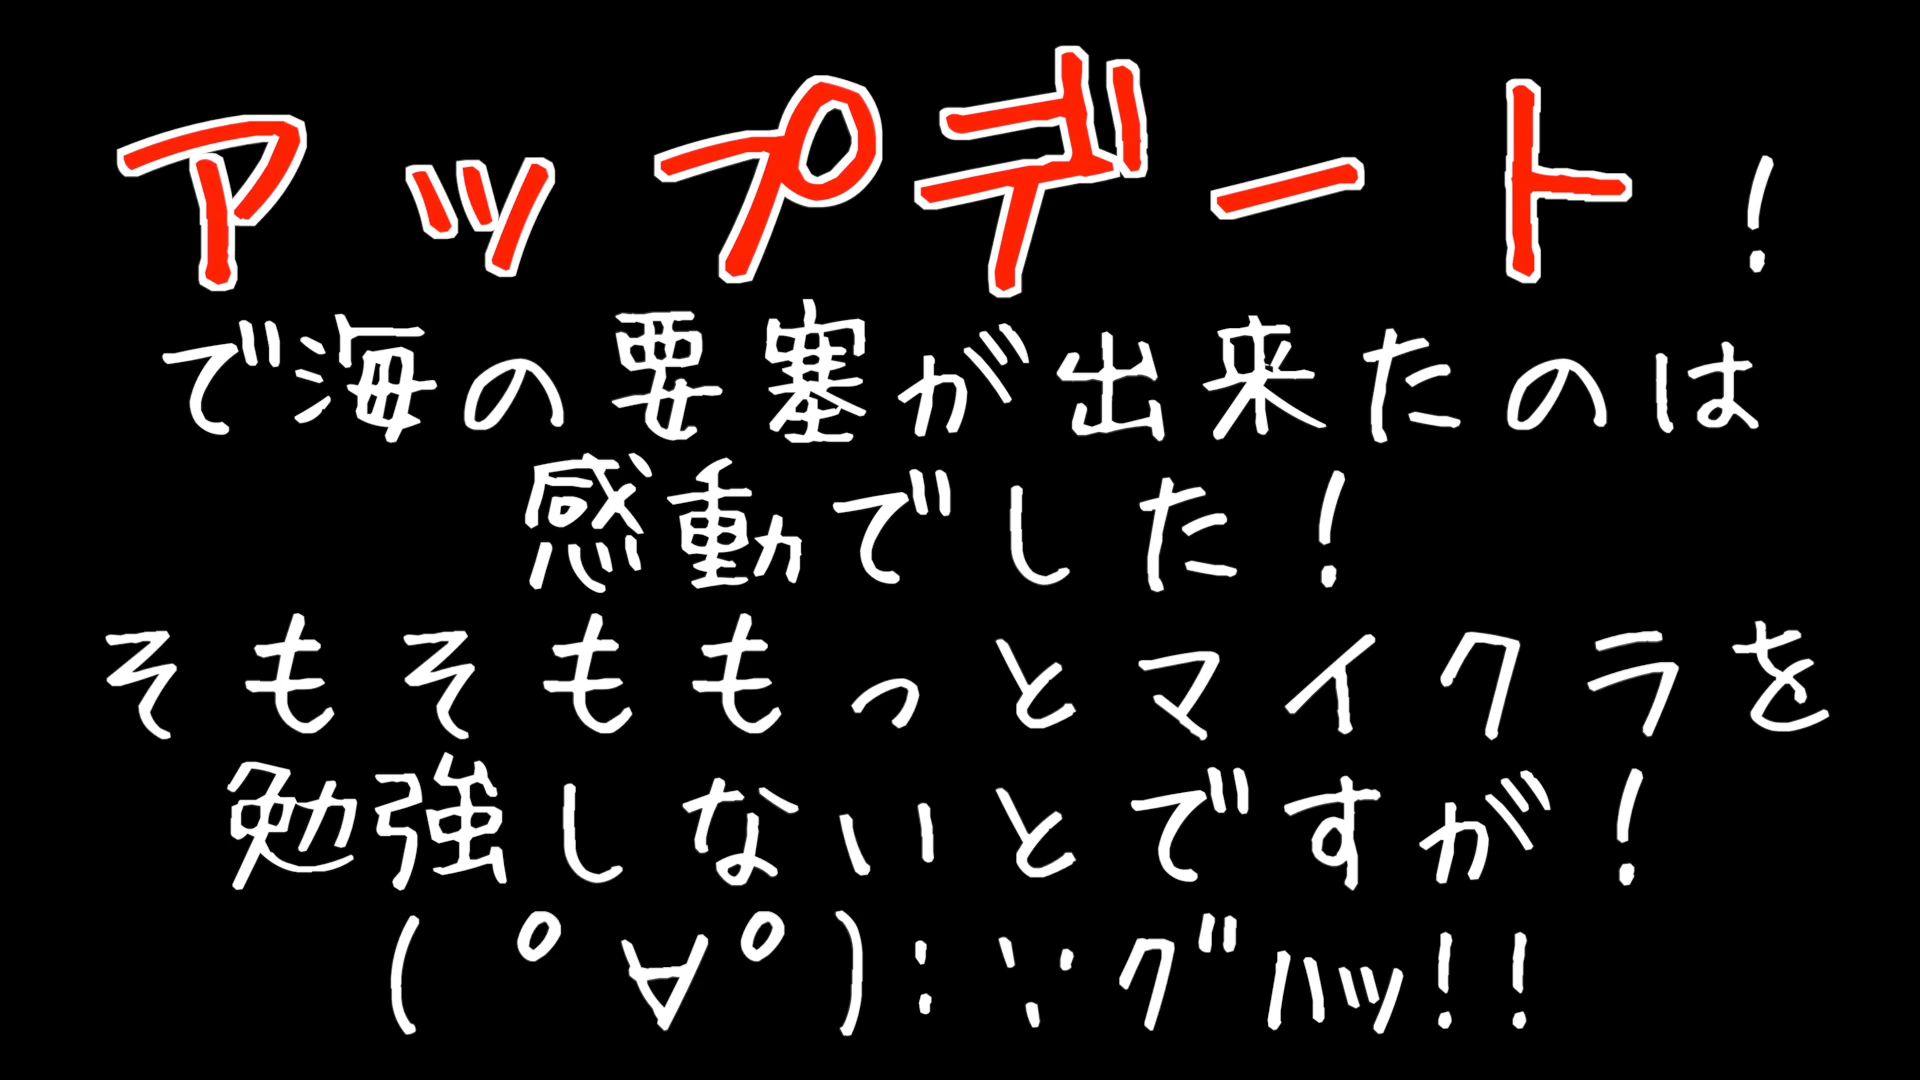 アップデート!
で海の要塞が出来たのは
感動でした!
そもそももっとマイクラを
勉強しないとですが!
(゚∀゚):∵グハッ!!